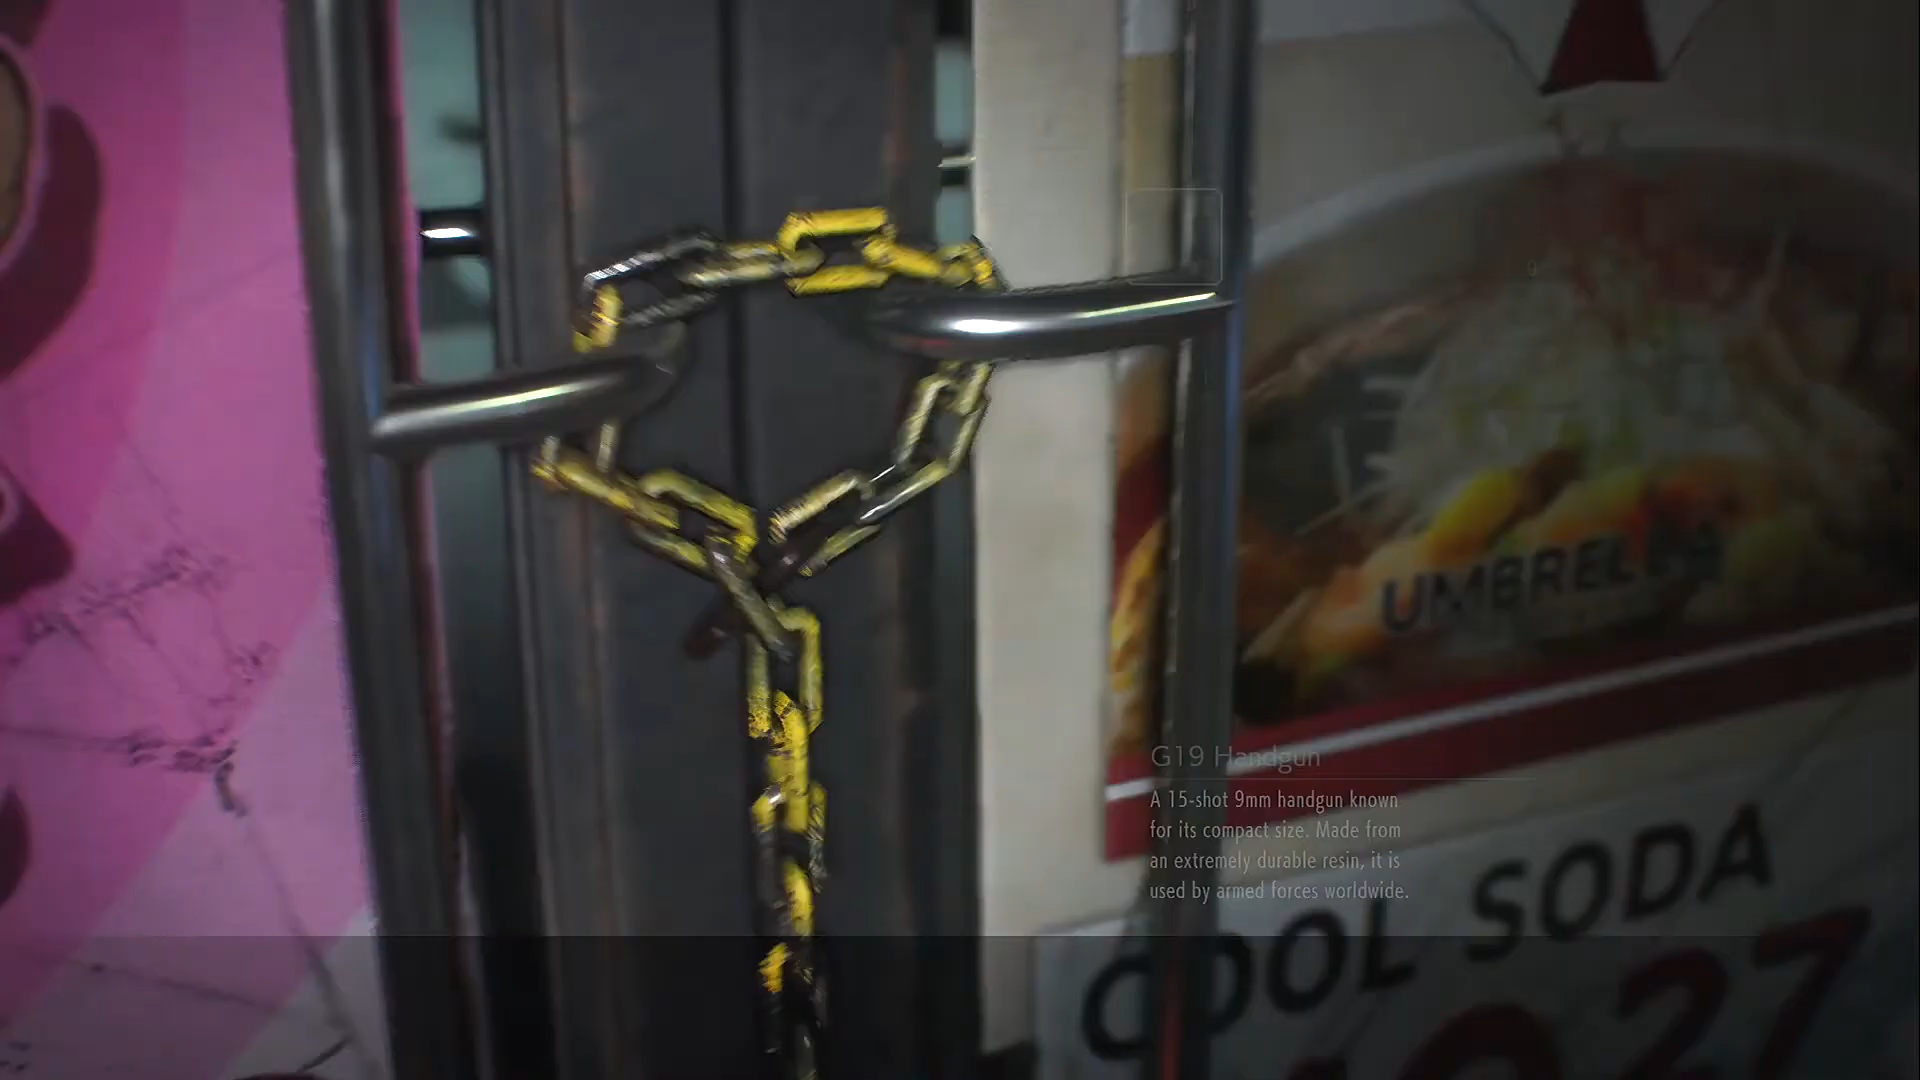 UMBRELLA
G19 Handgun
A 15-shot 9mm handgun known
for its compact size. Made from
an extremely durable resin, it is
used by armed forces worldwide.
COOL SODA
27